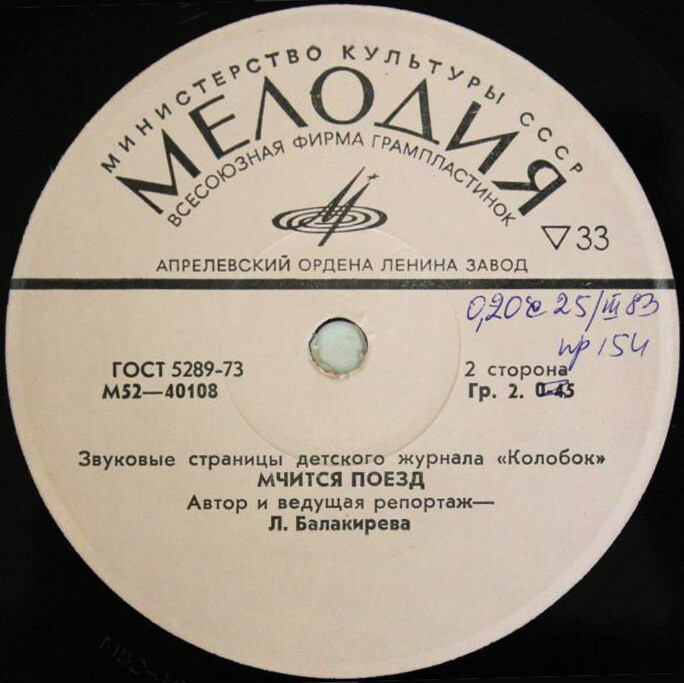 МИНИСТЕРСТВО КУЛЬТУРЫ СССР
МЕЛОДИЯ
ВСЕСОЮЗНАЯ ФИРМА ГРАМПЛАСТИНОК
▽33
АПРЕЛЕВСКИЙ ОРДЕНА ЛЕНИНА ЗАВОД
0,20 25/III 83
пр 154
ГОСТ 5289-73
2 сторона
М52—40108
Гр. 2. 0-45
Звуковые страницы детского журнала «Колобок»
МЧИТСЯ ПОЕЗД
Автор и ведущая репортаж—
Л. Балакирева